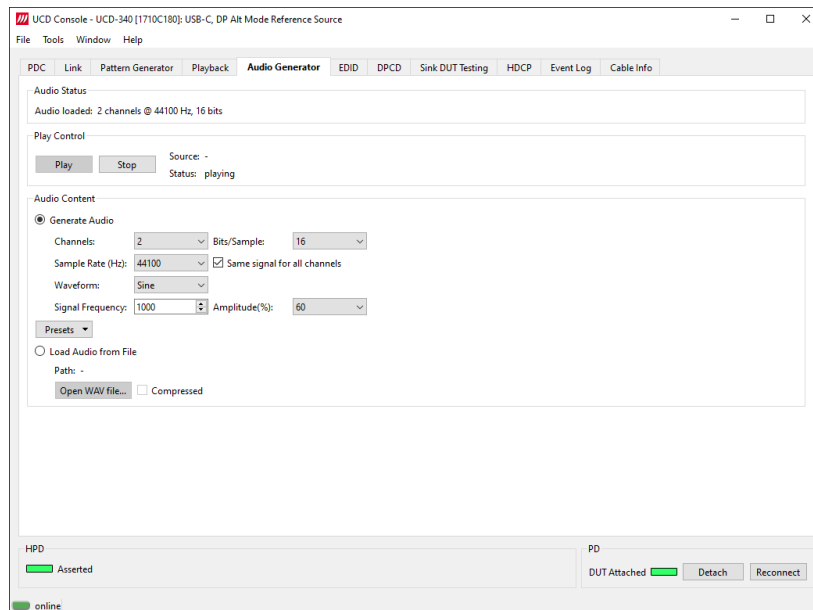 UCD Console - UCD-340 [1710C180]: USB-C, DP Alt Mode Reference Source
File Tools Window Help
PDC Link Pattern Generator Playback Audio Generator EDID DPCD Sink DUT Testing HDCP Event Log Cable Info
Audio Status
Audio loaded: 2 channels @ 44100 Hz, 16 bits
Play Control
Play Stop
Source: -
Status: playing
Audio Content
Generate Audio
Channels: 2 Bits/Sample: 16
Sample Rate (Hz): 44100 Same signal for all channels
Waveform: Sine
Signal Frequency: 1000 Amplitude(%): 60
Presets
Load Audio from File
Path: -
Open WAV file... Compressed
HPD PD
Asserted DUT Attached Detach Reconnect
online